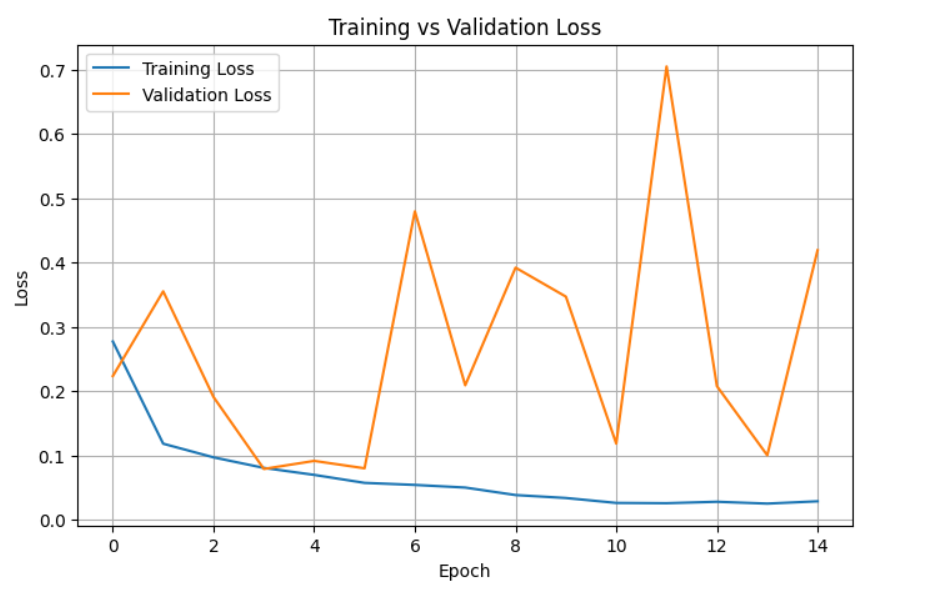 Training vs Validation Loss
Training Loss
Validation Loss
0.7
0.6
0.5
0.4
0.3
0.2
0.1
0.0
Loss
0 2 4 6 8 10 12 14
Epoch